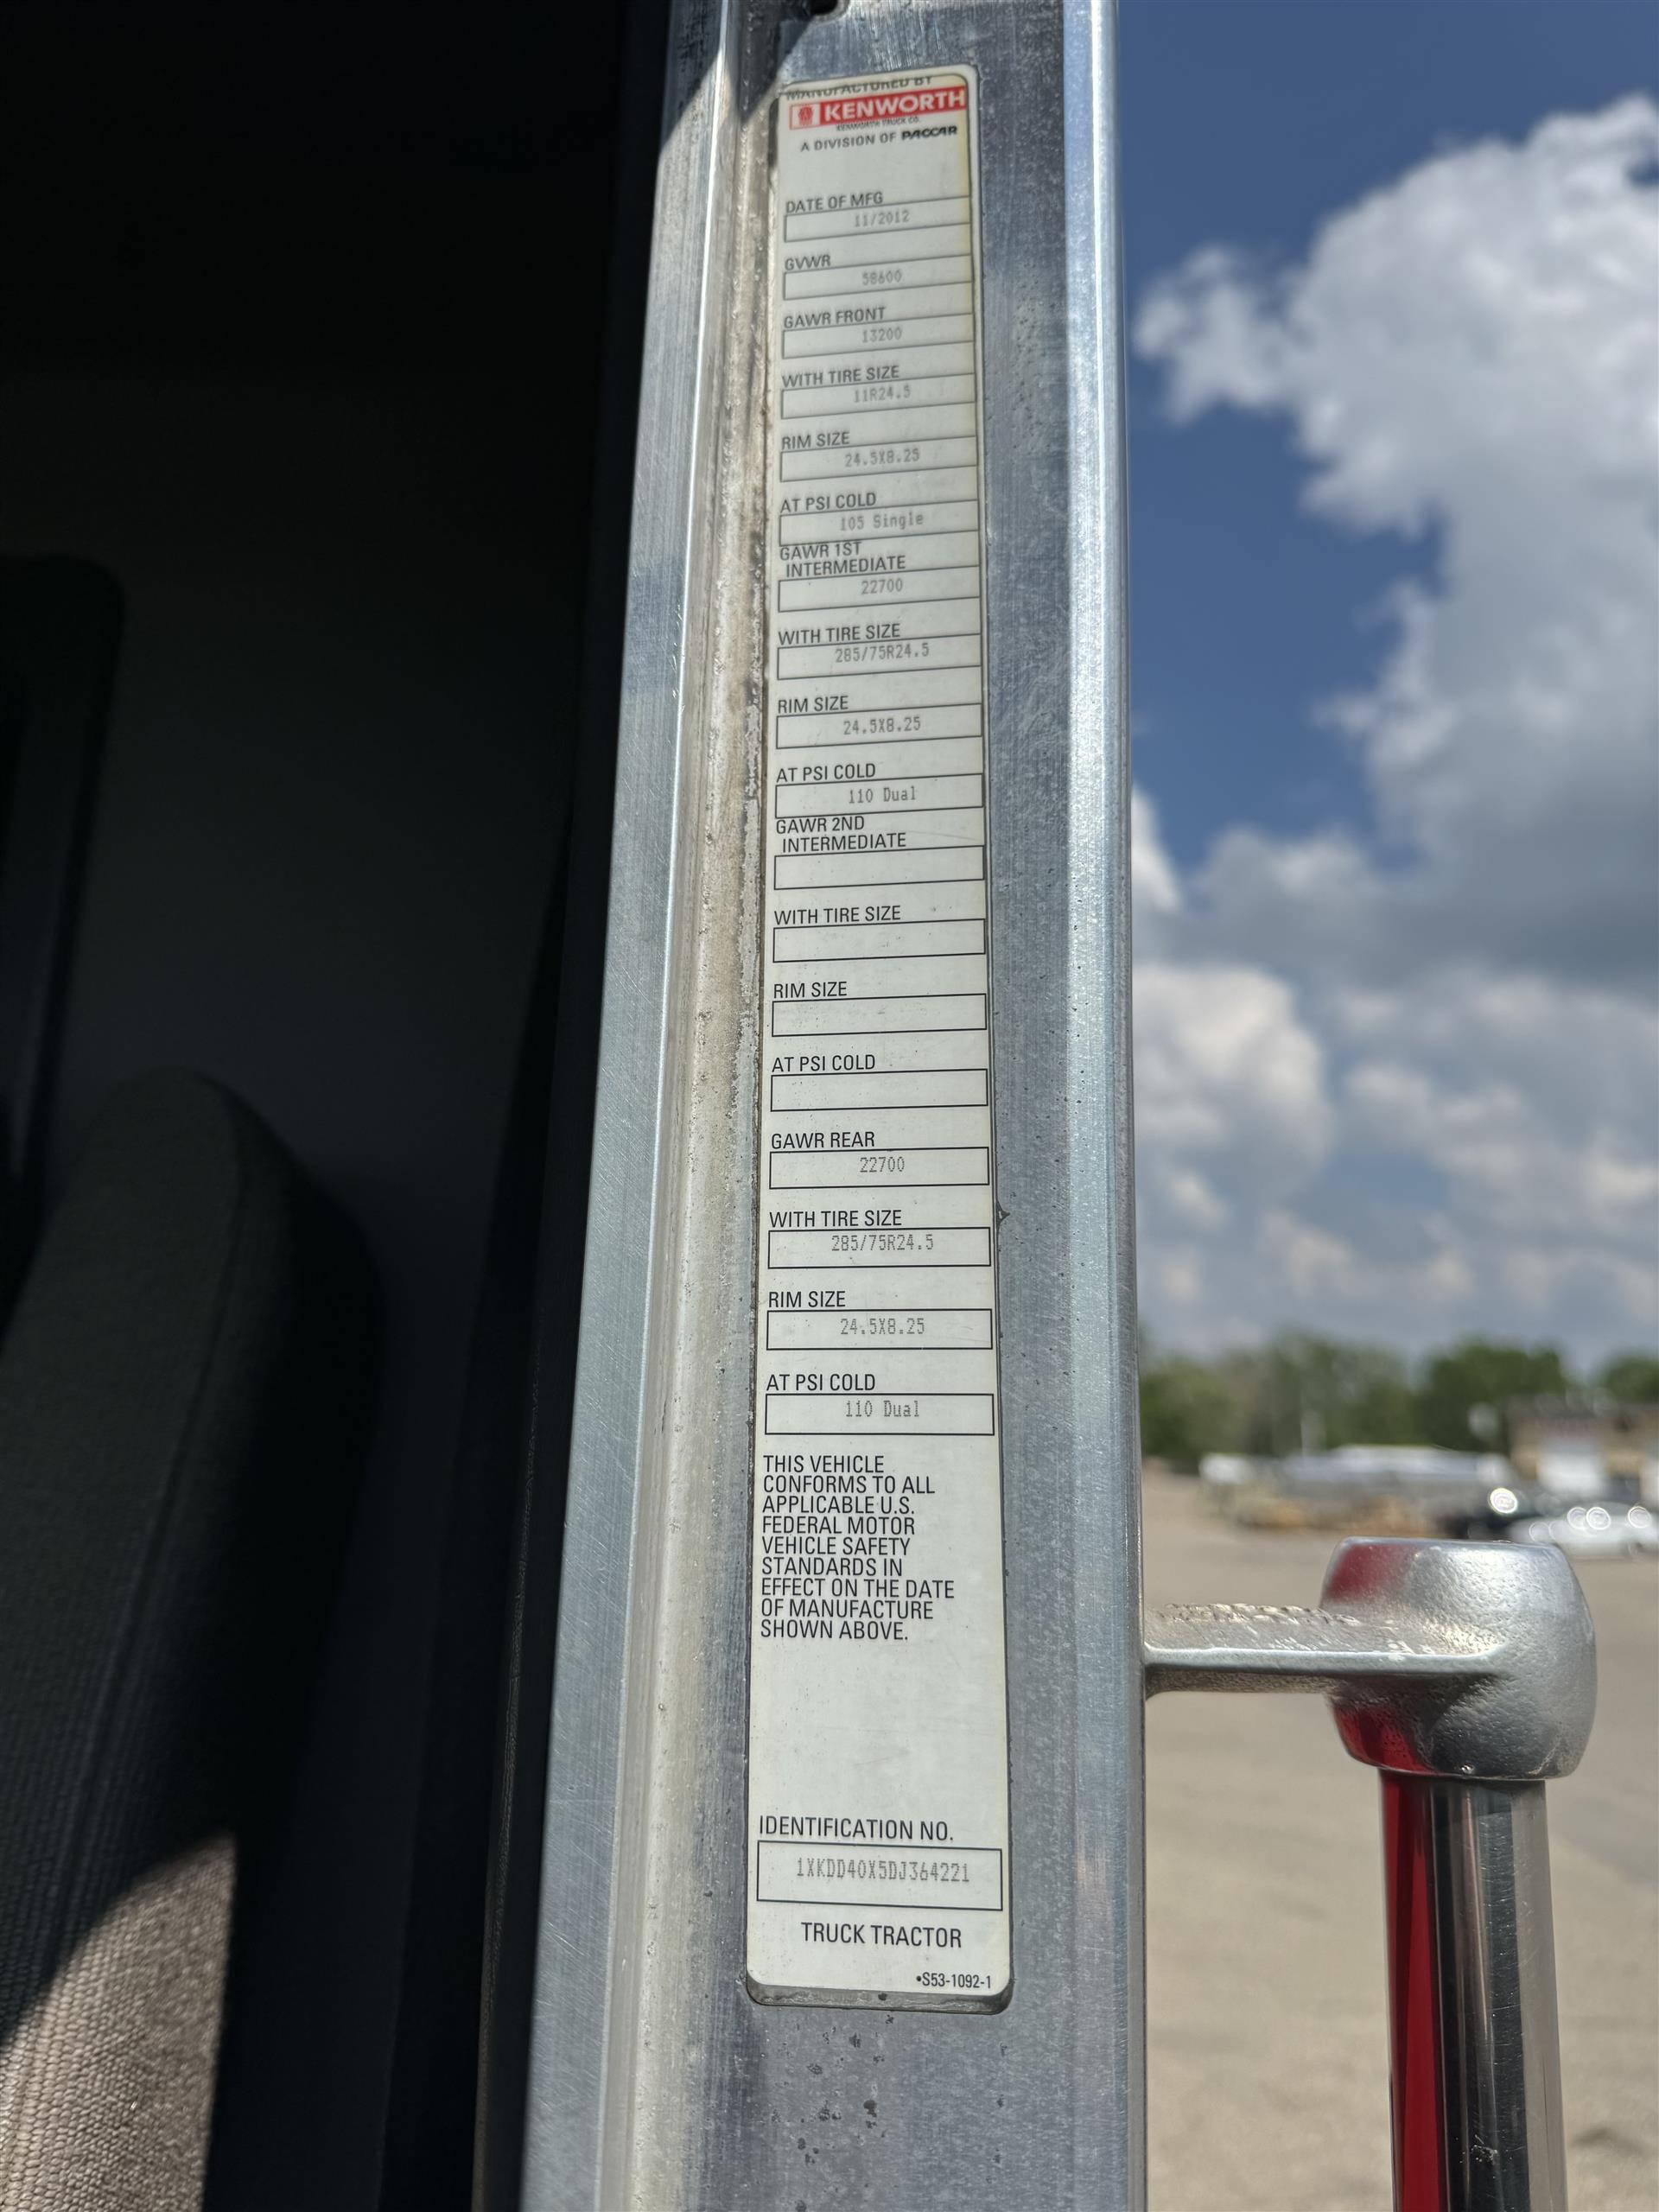 MANUFACTURED BY
KENWORTH
KENWORTH TRUCK CO.
A DIVISION OF PACCAR
DATE OF MFG
11/2012
GVWR
58600
GAWR FRONT
13200
WITH TIRE SIZE
11R24.5
RIM SIZE
24.5X8.25
AT PSI COLD
105 Single
GAWR 1ST
INTERMEDIATE
22700
WITH TIRE SIZE
285/75R24.5
RIM SIZE
24.5X8.25
AT PSI COLD
110 Dual
GAWR 2ND
INTERMEDIATE
WITH TIRE SIZE
RIM SIZE
AT PSI COLD
GAWR REAR
22700
WITH TIRE SIZE
285/75R24.5
RIM SIZE
24.5X8.25
AT PSI COLD
110 Dual
THIS VEHICLE
CONFORMS TO ALL
APPLICABLE U.S.
FEDERAL MOTOR
VEHICLE SAFETY
STANDARDS IN
EFFECT ON THE DATE
OF MANUFACTURE
SHOWN ABOVE.
IDENTIFICATION NO.
1XKDD40X5DJ364221
TRUCK TRACTOR
•S53-1092-1